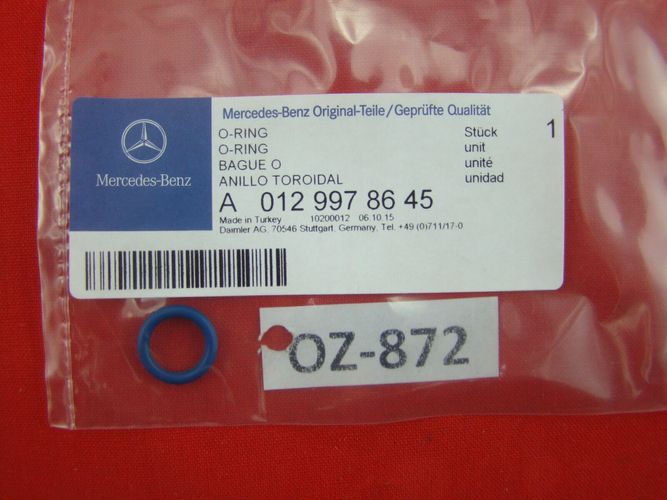 Mercedes-Benz Original-Teile/Geprüfte Qualität
Mercedes-Benz
O-RING Stück 1
O-RING unit
BAGUE O unité
ANILLO TOROIDAL unidad
A 012 997 86 45
Made in Turkey 10200012 06.10.15
Daimler AG, 70546 Stuttgart, Germany, Tel. +49 (0)711/17-0
OZ-872